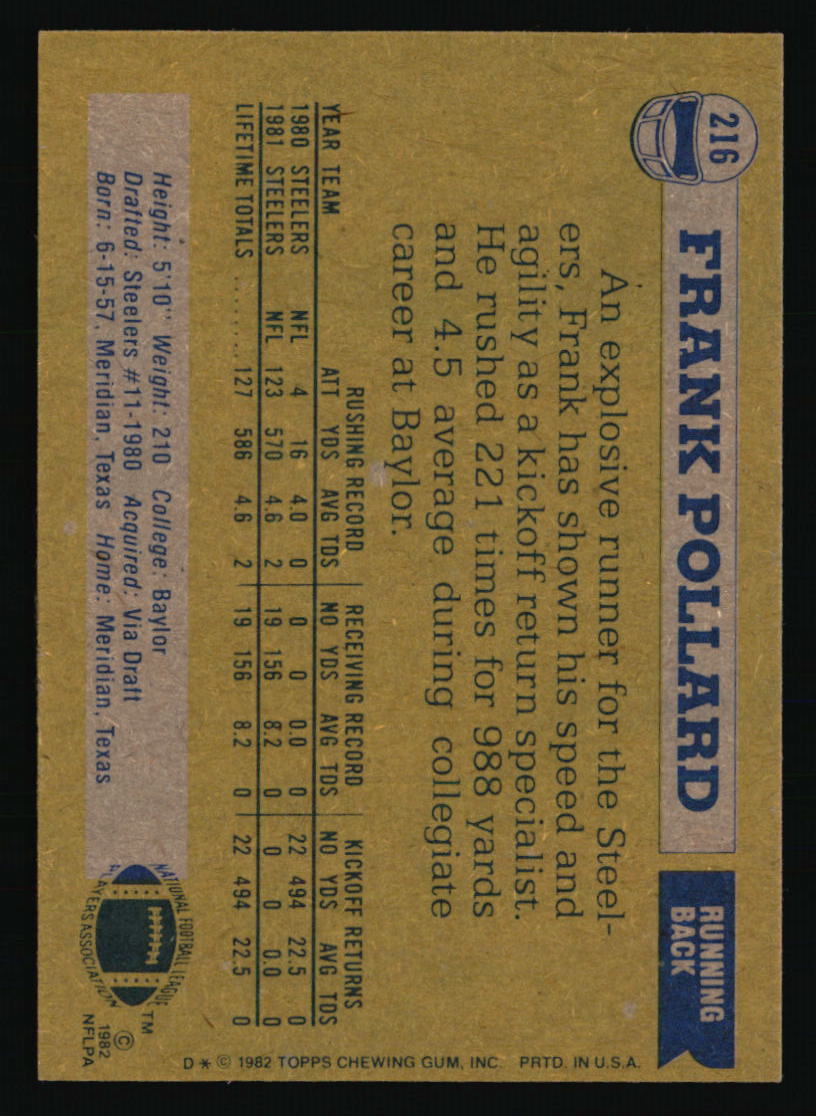 216
FRANK POLLARD
RUNNING
BACK
An explosive runner for the Steel-
ers, Frank has shown his speed and
agility as a kickoff return specialist.
He rushed 221 times for 988 yards
and 4.5 average during collegiate
career at Baylor.
RUSHING RECORD RECEIVING RECORD KICKOFF RETURNS
YEAR TEAM ATT YDS AVG TDS NO YDS AVG TDS NO YDS AVG TDS
1980 STEELERS NFL 4 16 4.0 0 0 0 0.0 0 22 494 22.5 0
1981 STEELERS NFL 123 570 4.6 2 19 156 8.2 0 0 0 0.0 0
LIFETIME TOTALS ........ 127 586 4.6 2 19 156 8.2 0 22 494 22.5 0
Height: 5'10" Weight: 210 College: Baylor
Drafted: Steelers #11-1980 Acquired: Via Draft
Born: 6-15-57, Meridian, Texas Home: Meridian, Texas
NATIONAL FOOTBALL LEAGUE
PLAYERS ASSOCIATION
TM
©
1982
NFLPA
D * © 1982 TOPPS CHEWING GUM, INC. PRTD. IN U.S.A.